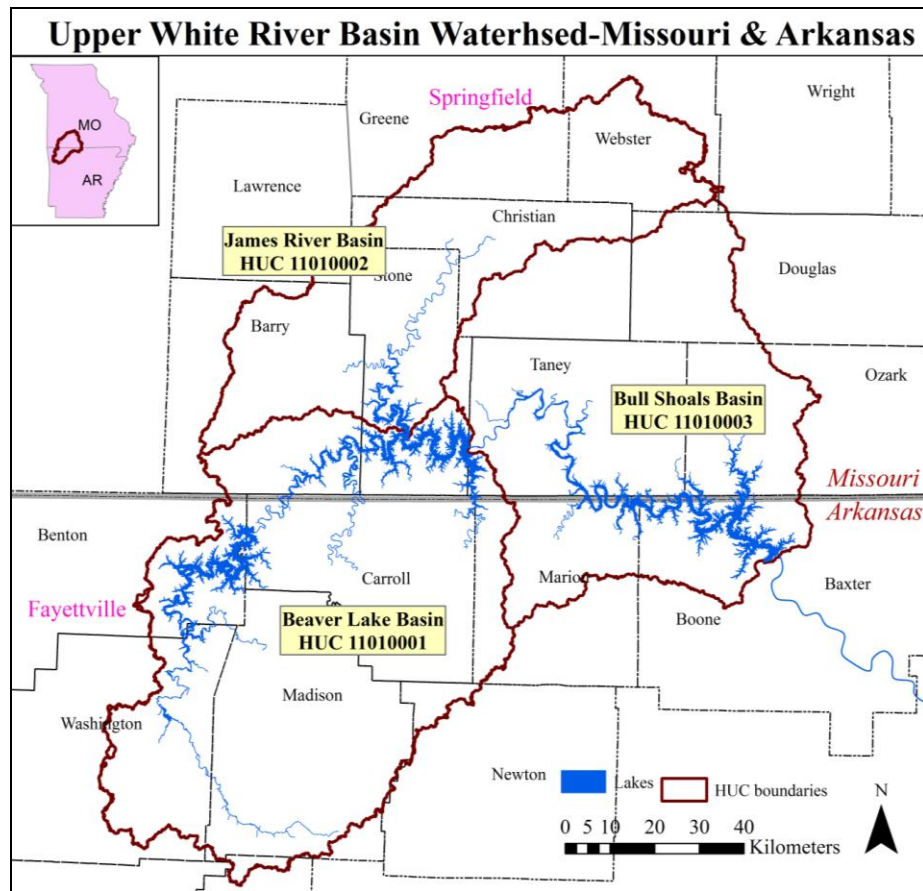 Upper White River Basin Waterhsed-Missouri & Arkansas
MO
AR
Springfield
Wright
Greene
Webster
Lawrence
Christian
James River Basin
HUC 11010002
Stone
Douglas
Barry
Taney
Ozark
Bull Shoals Basin
HUC 11010003
Missouri
Arkansas
Benton
Carroll
Marion
Baxter
Fayettville
Beaver Lake Basin
HUC 11010001
Boone
Madison
Washington
Newton
Lakes
HUC boundaries
N
0 5 10 20 30 40
Kilometers